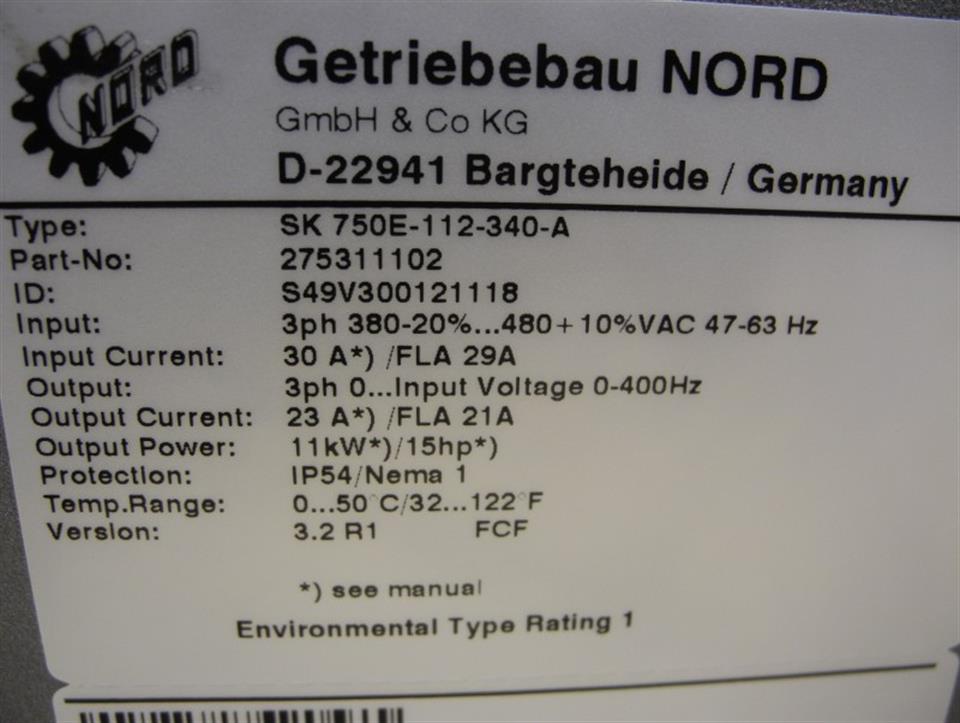 NORD
Getriebebau NORD
GmbH & Co KG
D-22941 Bargteheide / Germany
Type: SK 750E-112-340-A
Part-No: 275311102
ID: S49V300121118
Input: 3ph 380-20%...480+10%VAC 47-63 Hz
Input Current: 30 A*) /FLA 29A
Output: 3ph 0...Input Voltage 0-400Hz
Output Current: 23 A*) /FLA 21A
Output Power: 11kW*)/15hp*)
Protection: IP54/Nema 1
Temp.Range: 0...50°C/32...122°F
Version: 3.2 R1 FCF
*) see manual
Environmental Type Rating 1